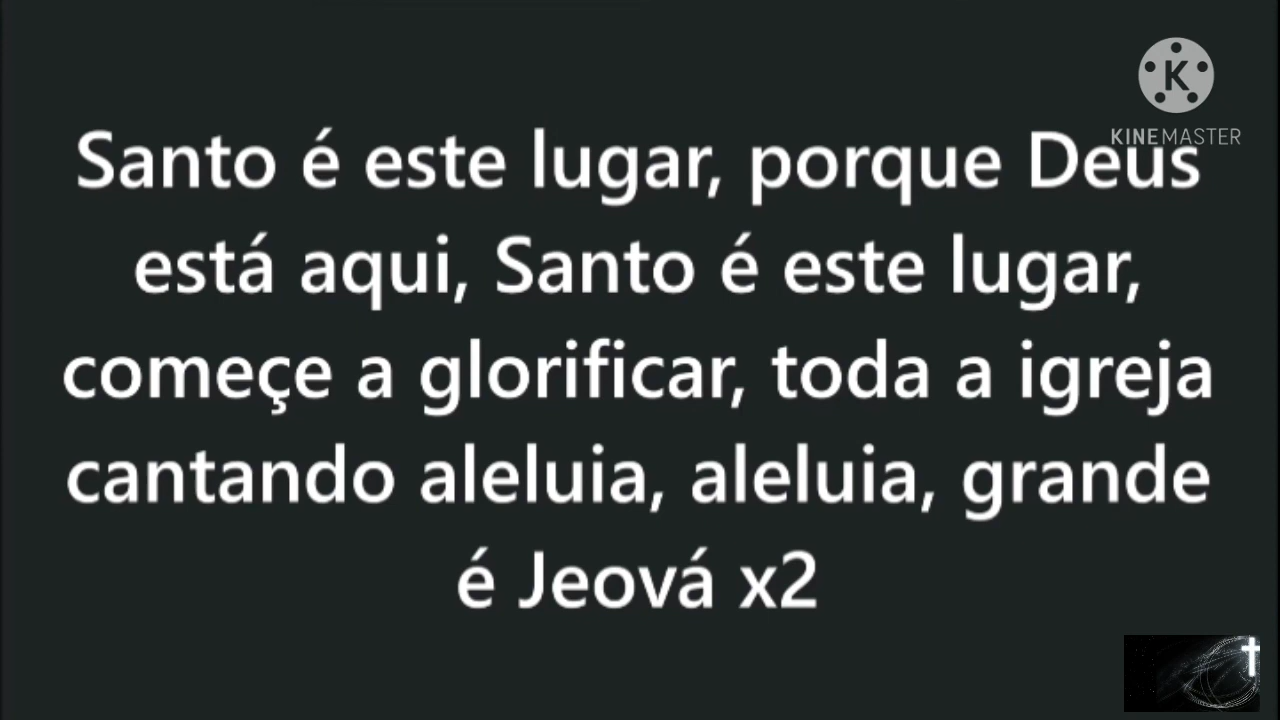 KINEMASTER
Santo é este lugar, porque Deus
está aqui, Santo é este lugar,
começe a glorificar, toda a igreja
cantando aleluia, aleluia, grande
é Jeová x2